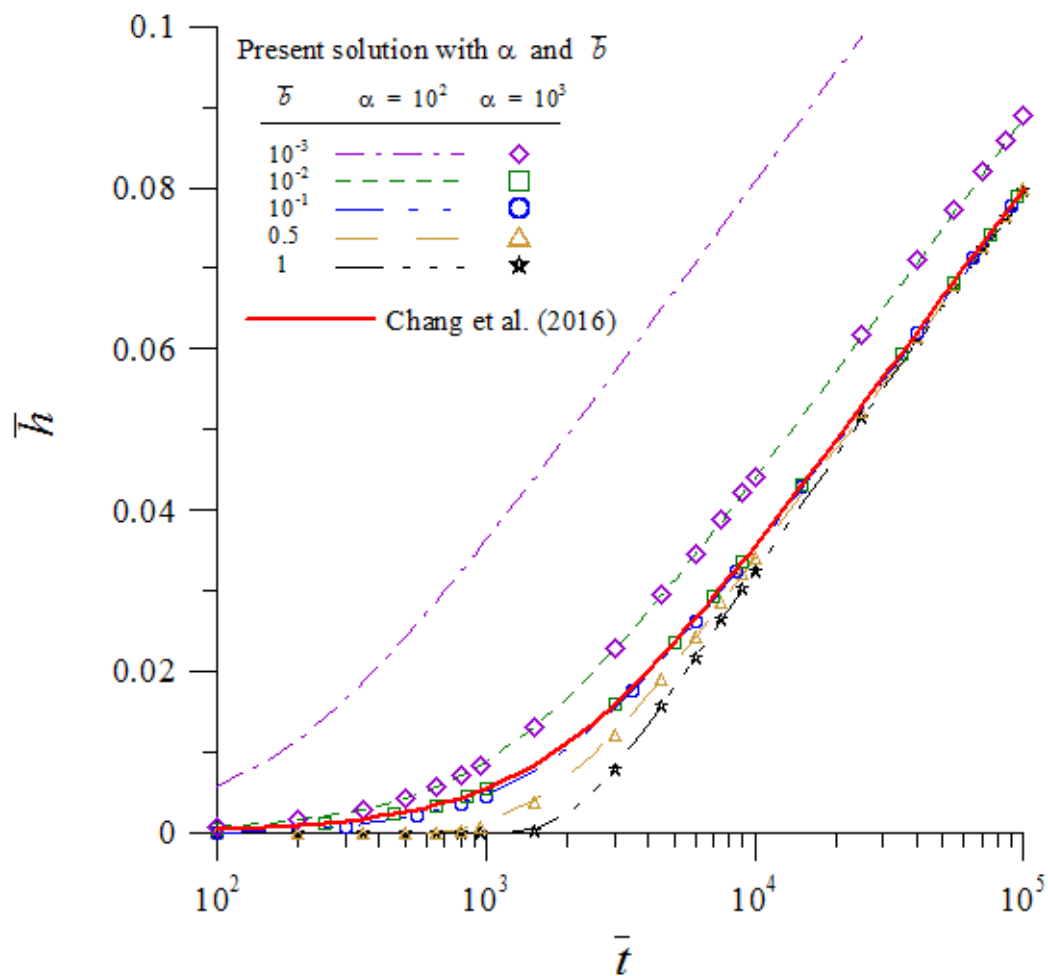 0.1
Present solution with α and b̅
b̅ α = 10² α = 10³
10⁻³
10⁻²
10⁻¹
0.5
1
Chang et al. (2016)
0.08
0.06
h̅
0.04
0.02
0
10² 10³ 10⁴ 10⁵
t̅